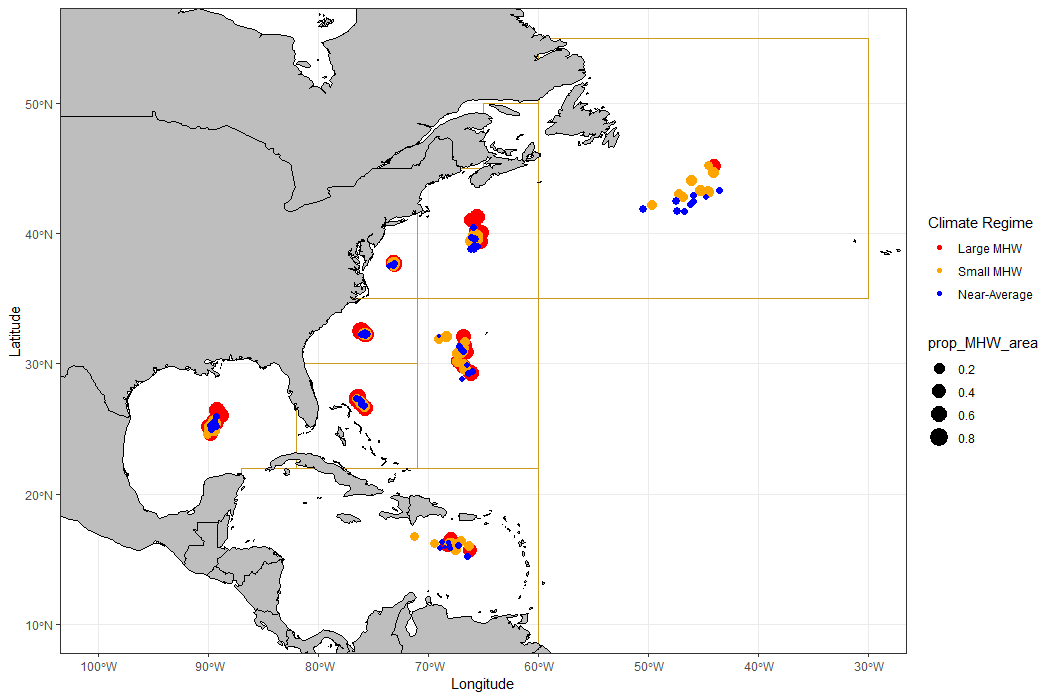 50°N
40°N
30°N
20°N
10°N
Latitude
100°W
90°W
80°W
70°W
60°W
50°W
40°W
30°W
Longitude
Climate Regime
Large MHW
Small MHW
Near-Average
prop_MHW_area
0.2
0.4
0.6
0.8